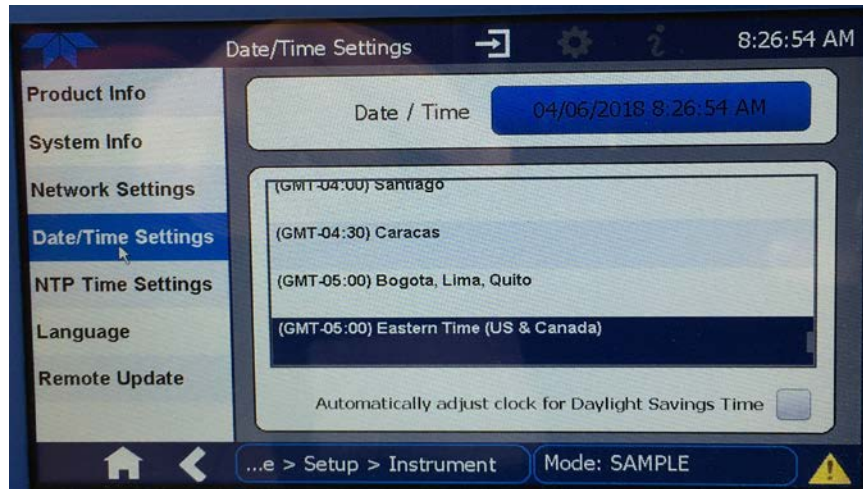 Date/Time Settings 8:26:54 AM
Product Info
System Info
Network Settings
Date/Time Settings
NTP Time Settings
Language
Remote Update
Date / Time 04/06/2018 8:26:54 AM
(GMT-04:00) Santiago
(GMT-04:30) Caracas
(GMT-05:00) Bogota, Lima, Quito
(GMT-05:00) Eastern Time (US & Canada)
Automatically adjust clock for Daylight Savings Time
...e > Setup > Instrument Mode: SAMPLE